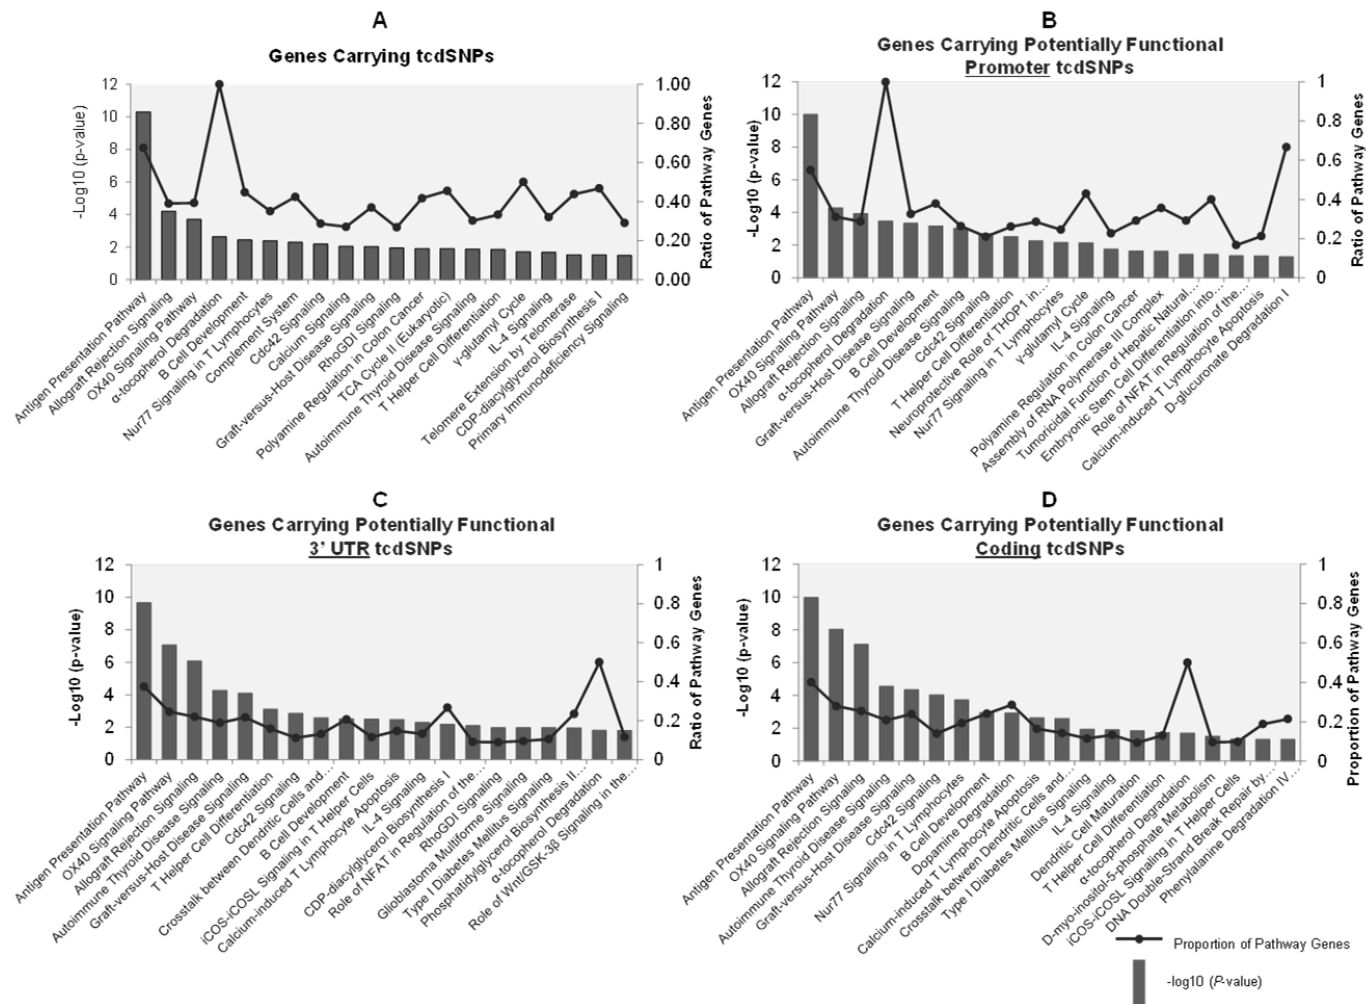 A
Genes Carrying tcdSNPs
-Log10 (p-value)
12
10
8
6
4
2
0
1.00
0.80
0.60
0.40
0.20
0.00
Ratio of Pathway Genes
Antigen Presentation Pathway
Allograft Rejection Signaling
OX40 Signaling Pathway
α-tocopherol Degradation
B Cell Development
Nur77 Signaling in T Lymphocytes
Complement System
Cdc42 Signaling
Calcium Signaling
Graft-versus-Host Disease Signaling
RhoGDI Signaling
Polyamine Regulation in Colon Cancer
TCA Cycle II (Eukaryotic)
Autoimmune Thyroid Disease Signaling
T Helper Cell Differentiation
γ-glutamyl Cycle
IL-4 Signaling
Telomere Extension by Telomerase
CDP-diacylglycerol Biosynthesis I
Primary Immunodeficiency Signaling
B
Genes Carrying Potentially Functional
Promoter tcdSNPs
-Log10 (p-value)
12
10
8
6
4
2
0
1
0.8
0.6
0.4
0.2
0
Ratio of Pathway Genes
Antigen Presentation Pathway
OX40 Signaling Pathway
Allograft Rejection Signaling
α-tocopherol Degradation
Graft-versus-Host Disease Signaling
B Cell Development
Autoimmune Thyroid Disease Signaling
Cdc42 Signaling
T Helper Cell Differentiation
Neuroprotective Role of THOP1 in…
Nur77 Signaling in T Lymphocytes
γ-glutamyl Cycle
IL-4 Signaling
Polyamine Regulation in Colon Cancer
Assembly of RNA Polymerase III Complex
Tumoricidal Function of Hepatic Natural…
Embryonic Stem Cell Differentiation into…
Role of NFAT in Regulation of the…
Calcium-induced T Lymphocyte Apoptosis
D-glucuronate Degradation I
C
Genes Carrying Potentially Functional
3' UTR tcdSNPs
-Log10 (p-value)
12
10
8
6
4
2
0
1
0.8
0.6
0.4
0.2
0
Ratio of Pathway Genes
Antigen Presentation Pathway
OX40 Signaling Pathway
Allograft Rejection Signaling
Autoimmune Thyroid Disease Signaling
Graft-versus-Host Disease Signaling
T Helper Cell Differentiation
Cdc42 Signaling
Crosstalk between Dendritic Cells and…
B Cell Development
iCOS-iCOSL Signaling in T Helper Cells
Calcium-induced T Lymphocyte Apoptosis
IL-4 Signaling
CDP-diacylglycerol Biosynthesis I
Role of NFAT in Regulation of the…
RhoGDI Signaling
Glioblastoma Multiforme Signaling
Type I Diabetes Mellitus Signaling
Phosphatidylglycerol Biosynthesis II…
α-tocopherol Degradation
Role of Wnt/GSK-3β Signaling in the…
D
Genes Carrying Potentially Functional
Coding tcdSNPs
-Log10 (p-value)
12
10
8
6
4
2
0
1
0.8
0.6
0.4
0.2
0
Proportion of Pathway Genes
Antigen Presentation Pathway
OX40 Signaling Pathway
Allograft Rejection Signaling
Autoimmune Thyroid Disease Signaling
Graft-versus-Host Disease Signaling
Cdc42 Signaling
Nur77 Signaling in T Lymphocytes
B Cell Development
Dopamine Degradation
Calcium-induced T Lymphocyte Apoptosis
Crosstalk between Dendritic Cells and…
Type I Diabetes Mellitus Signaling
IL-4 Signaling
Dendritic Cell Maturation
T Helper Cell Differentiation
α-tocopherol Degradation
D-myo-inositol-5-phosphate Metabolism
iCOS-iCOSL Signaling in T Helper Cells
DNA Double-Strand Break Repair by…
Phenylalanine Degradation IV…
Proportion of Pathway Genes
-log10 (P-value)